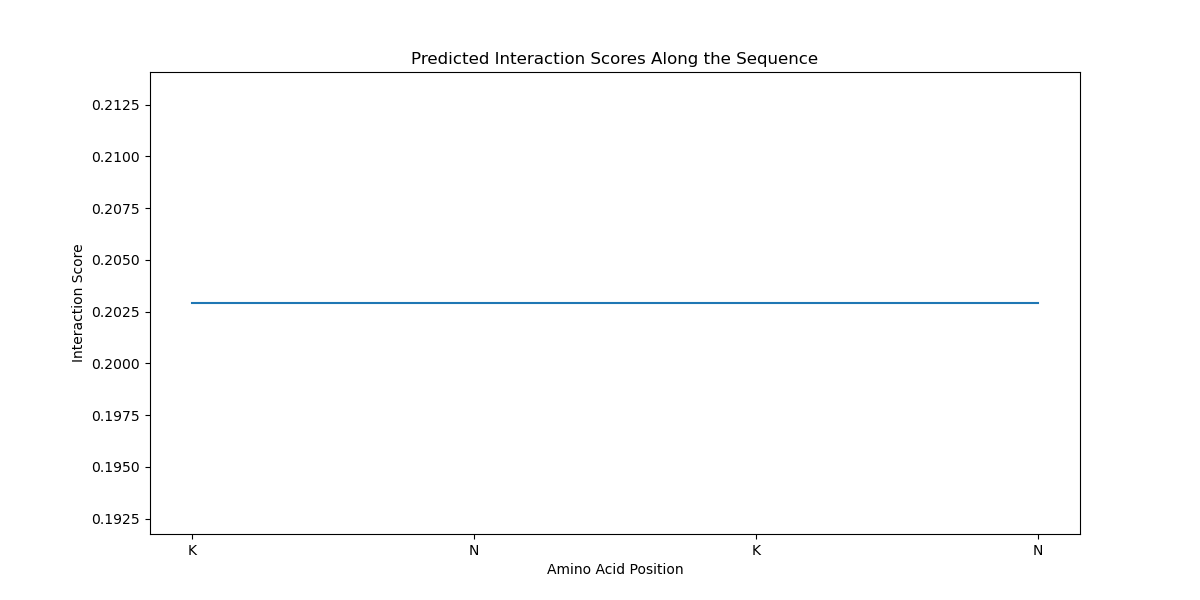 Predicted Interaction Scores Along the Sequence
Interaction Score
0.2125
0.2100
0.2075
0.2050
0.2025
0.2000
0.1975
0.1950
0.1925
K N K N
Amino Acid Position